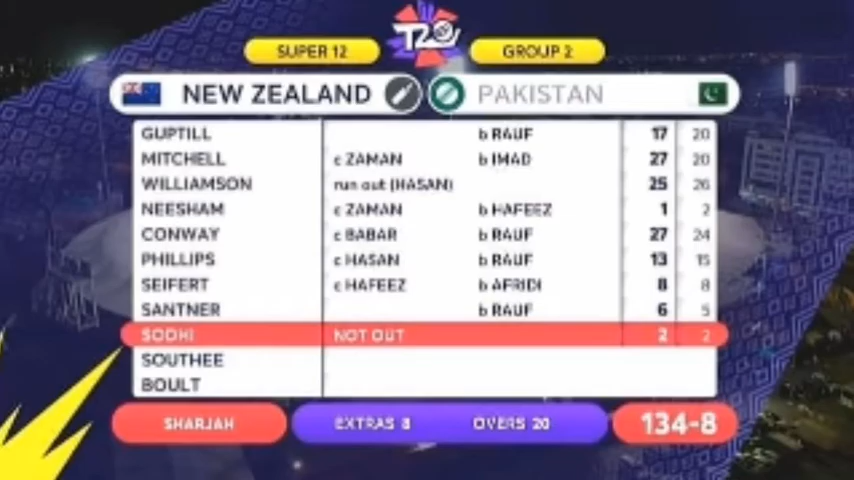 T20
SUPER 12 GROUP 2
NEW ZEALAND PAKISTAN
GUPTILL b RAUF 17 20
MITCHELL c ZAMAN b IMAD 27 20
WILLIAMSON run out (HASAN) 25 26
NEESHAM c ZAMAN b HAFEEZ 1 2
CONWAY c BABAR b RAUF 27 24
PHILLIPS c HASAN b RAUF 13 15
SEIFERT c HAFEEZ b AFRIDI 8 8
SANTNER b RAUF 6 5
SODHI NOT OUT 2 2
SOUTHEE
BOULT
SHARJAH EXTRAS 8 OVERS 20 134-8